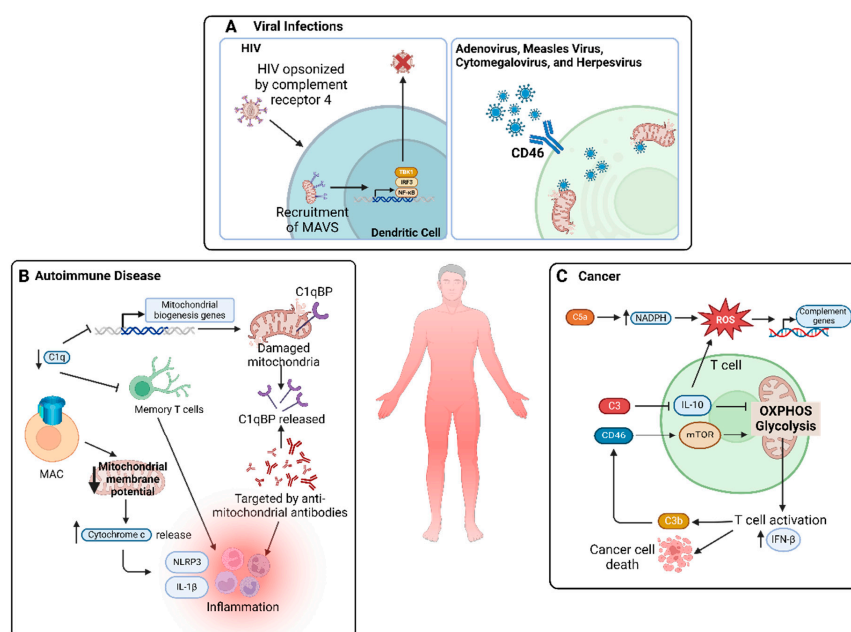 A Viral Infections
HIV
HIV opsonized
by complement
receptor 4
TBK1
IRF3
NF-κB
Recruitment
of MAVS
Dendritic Cell
Adenovirus, Measles Virus,
Cytomegalovirus, and Herpesvirus
CD46
B Autoimmune Disease
Mitochondrial
biogenesis genes
C1qBP
C1q
Damaged
mitochondria
Memory T cells
C1qBP released
MAC
Mitochondrial
membrane
potential
Targeted by anti-
mitochondrial antibodies
Cytochrome c release
NLRP3
IL-1β
Inflammation
C Cancer
C5a
NADPH
ROS
Complement
genes
T cell
C3
IL-10
OXPHOS
Glycolysis
CD46
mTOR
C3b
T cell activation
IFN-β
Cancer cell
death